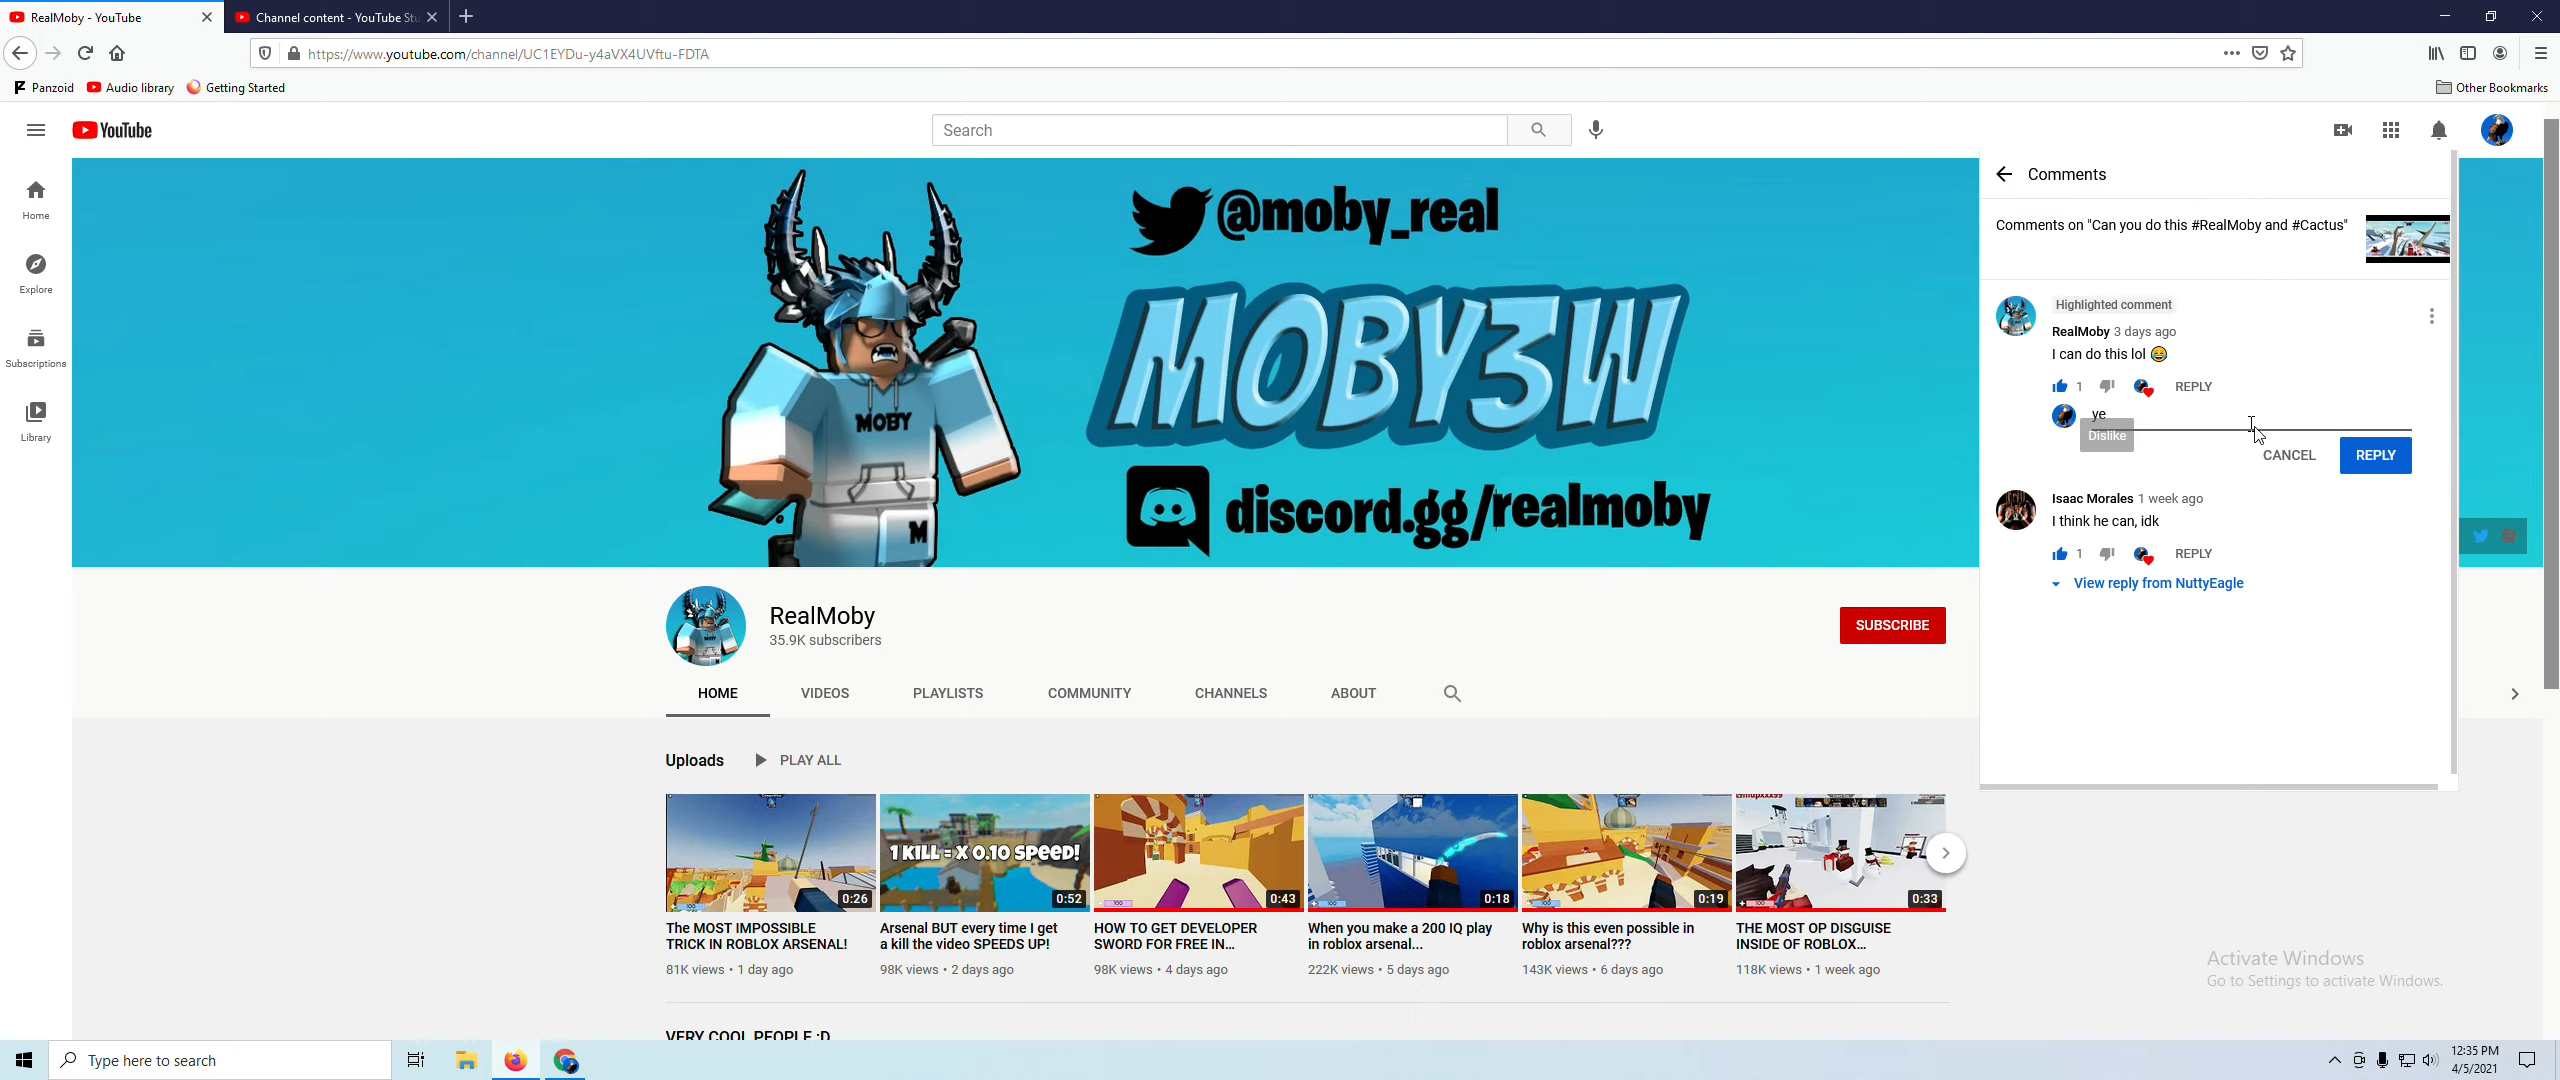 RealMoby - YouTube
Channel content - YouTube Stu
https://www.youtube.com/channel/UC1EYDu-y4aVX4UVftu-FDTA
Panzoid
Audio library
Getting Started
Other Bookmarks
YouTube
Search
Home
Explore
Subscriptions
Library
@moby_real
MOBY3W
discord.gg/realmoby
MOBY
M
Comments
Comments on "Can you do this #RealMoby and #Cactus"
Highlighted comment
RealMoby 3 days ago
I can do this lol 😂
1
REPLY
ye
Dislike
CANCEL
REPLY
Isaac Morales 1 week ago
I think he can, idk
1
REPLY
View reply from NuttyEagle
RealMoby
35.9K subscribers
SUBSCRIBE
HOME
VIDEOS
PLAYLISTS
COMMUNITY
CHANNELS
ABOUT
Uploads
PLAY ALL
0:26
1 KILL = X 0.10 SPEED!
0:52
0:43
0:18
0:19
0:33
The MOST IMPOSSIBLE
TRICK IN ROBLOX ARSENAL!
81K views • 1 day ago
Arsenal BUT every time I get
a kill the video SPEEDS UP!
98K views • 2 days ago
HOW TO GET DEVELOPER
SWORD FOR FREE IN...
98K views • 4 days ago
When you make a 200 IQ play
in roblox arsenal...
222K views • 5 days ago
Why is this even possible in
roblox arsenal???
143K views • 6 days ago
THE MOST OP DISGUISE
INSIDE OF ROBLOX...
118K views • 1 week ago
VERY COOL PEOPLE :D
Activate Windows
Go to Settings to activate Windows.
Type here to search
12:35 PM
4/5/2021